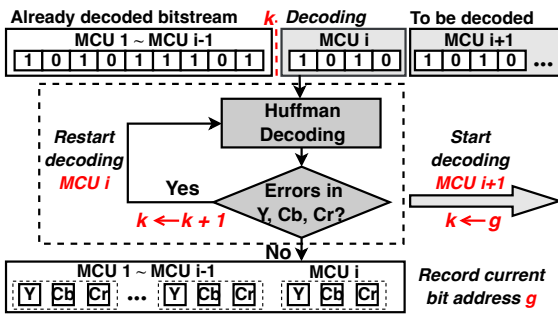 Already decoded bitstream k. Decoding To be decoded
MCU 1 ~ MCU i-1 MCU i MCU i+1
1 0 1 0 1 1 1 0 1 1 0 1 0 1 0 1 0 ...
Huffman
Decoding
Restart
decoding
MCU i
Start
decoding
MCU i+1
Yes
k ← k + 1
Errors in
Y, Cb, Cr?
k ← g
No
MCU 1 ~ MCU i-1 MCU i
Y Cb Cr ... Y Cb Cr Y Cb Cr
Record current
bit address g